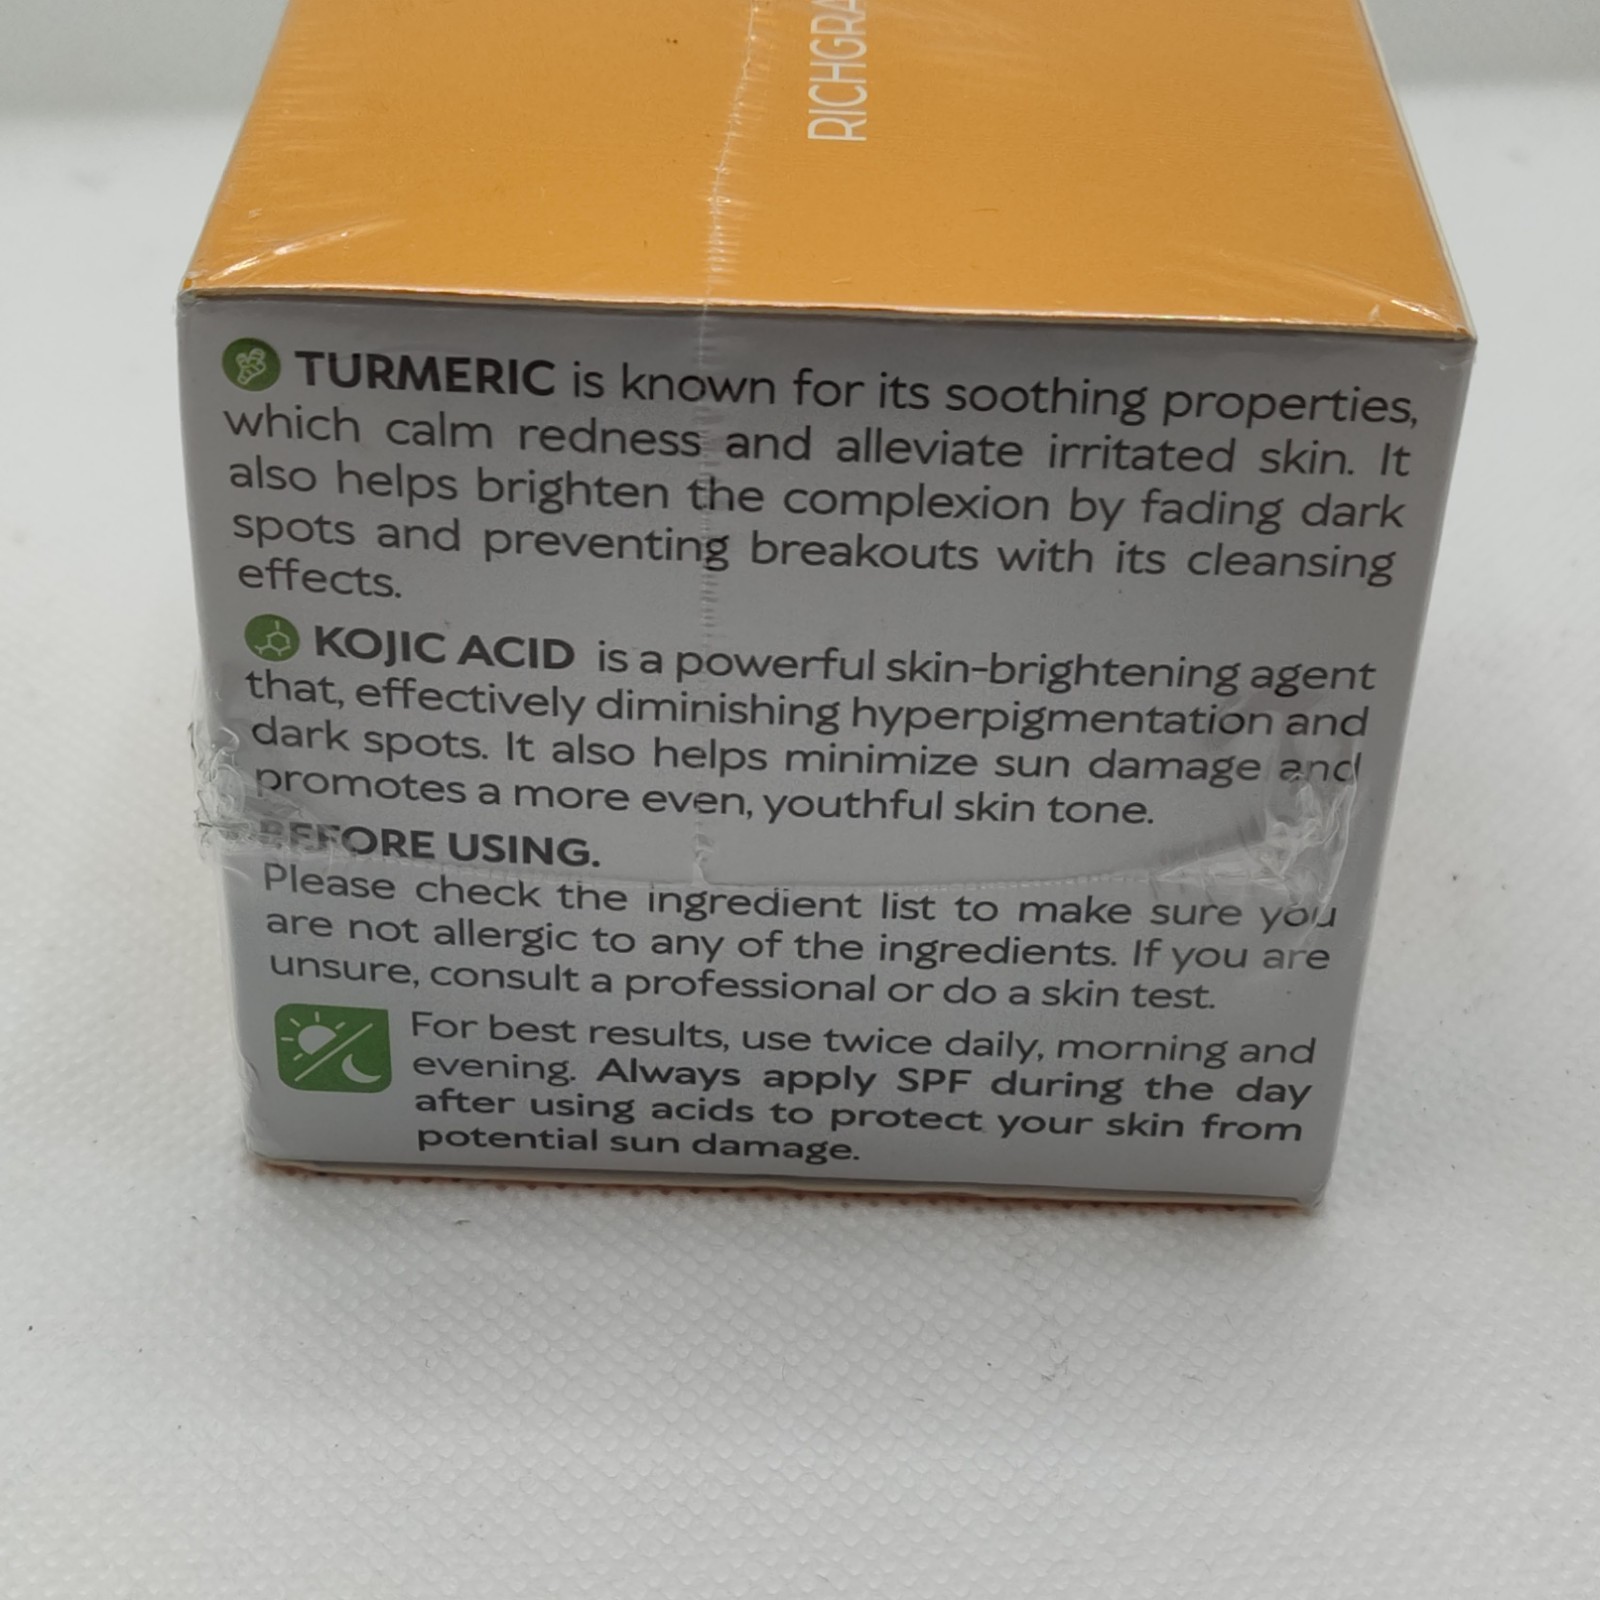 RICHGRA
TURMERIC is known for its soothing properties,
which calm redness and alleviate irritated skin. It
also helps brighten the complexion by fading dark
spots and preventing breakouts with its cleansing
effects.
KOJIC ACID is a powerful skin-brightening agent
that, effectively diminishing hyperpigmentation and
dark spots. It also helps minimize sun damage and
promotes a more even, youthful skin tone.
BEFORE USING.
Please check the ingredient list to make sure you
are not allergic to any of the ingredients. If you are
unsure, consult a professional or do a skin test.
For best results, use twice daily, morning and
evening. Always apply SPF during the day
after using acids to protect your skin from
potential sun damage.